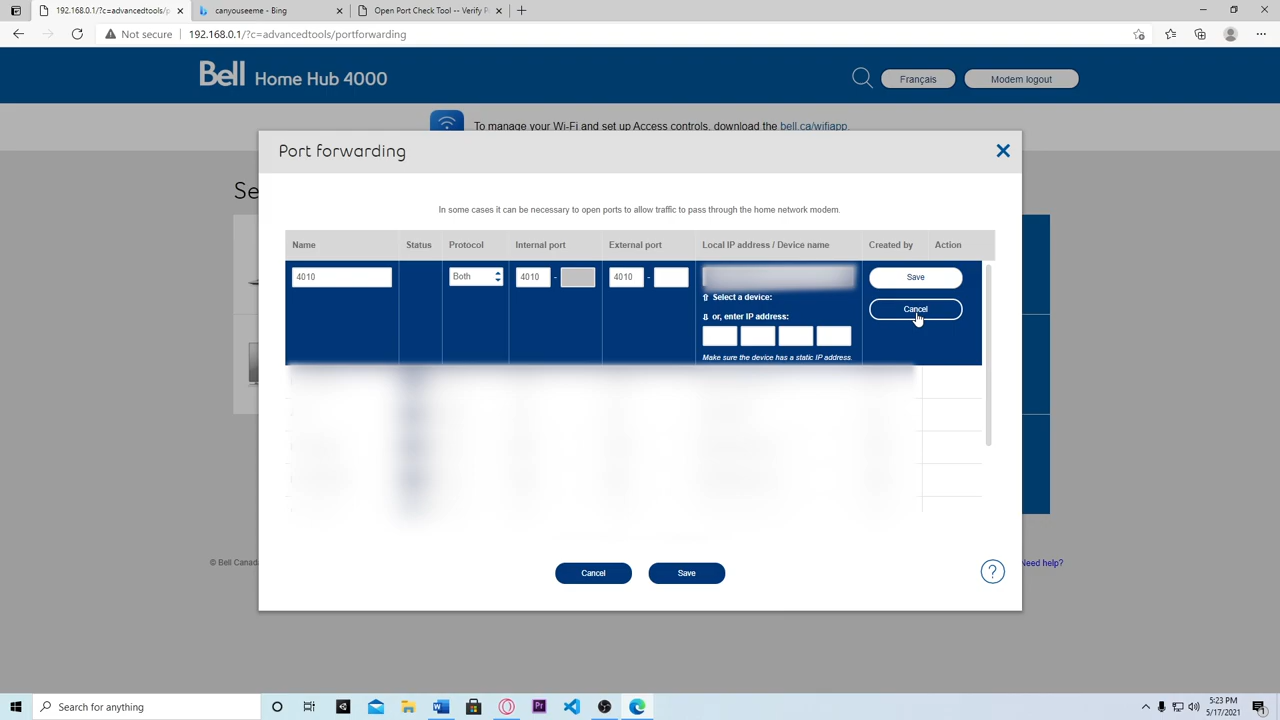 192.168.0.1/?c=advancedtools/p
canyouseeme - Bing
Open Port Check Tool -- Verify P
Not secure
192.168.0.1/?c=advancedtools/portforwarding
Bell Home Hub 4000
Français
Modem logout
To manage your Wi-Fi and set up Access controls, download the bell.ca/wifiapp.
Se
Port forwarding
In some cases it can be necessary to open ports to allow traffic to pass through the home network modem.
Name Status Protocol Internal port External port Local IP address / Device name Created by Action
4010 Both 4010 - 4010 - Save
⇧ Select a device:
Cancel
⇩ or, enter IP address:
Make sure the device has a static IP address.
© Bell Canad
Need help?
Cancel Save
?
Search for anything
5:23 PM
5/17/2021